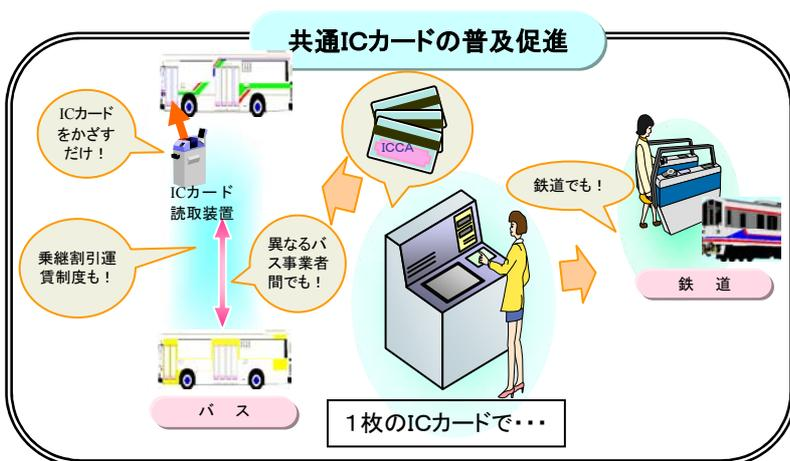 共通ICカードの普及促進
ICカード
をかざす
だけ！
ICカード
読取装置
乗継割引運
賃制度も！
異なるバ
ス事業者
間でも！
バ　ス
ICCA
１枚のICカードで・・・
鉄道でも！
鉄　道